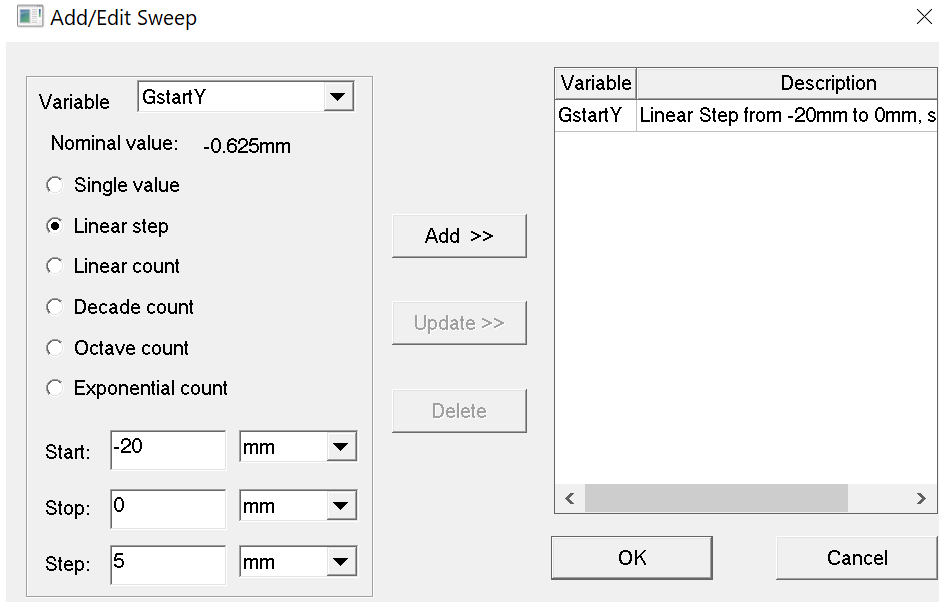 Add/Edit Sweep
Variable GstartY
Nominal value: -0.625mm
Single value
Linear step
Linear count
Decade count
Octave count
Exponential count
Start: -20 mm
Stop: 0 mm
Step: 5 mm
Add >>
Update >>
Delete
Variable Description
GstartY Linear Step from -20mm to 0mm, s
OK Cancel